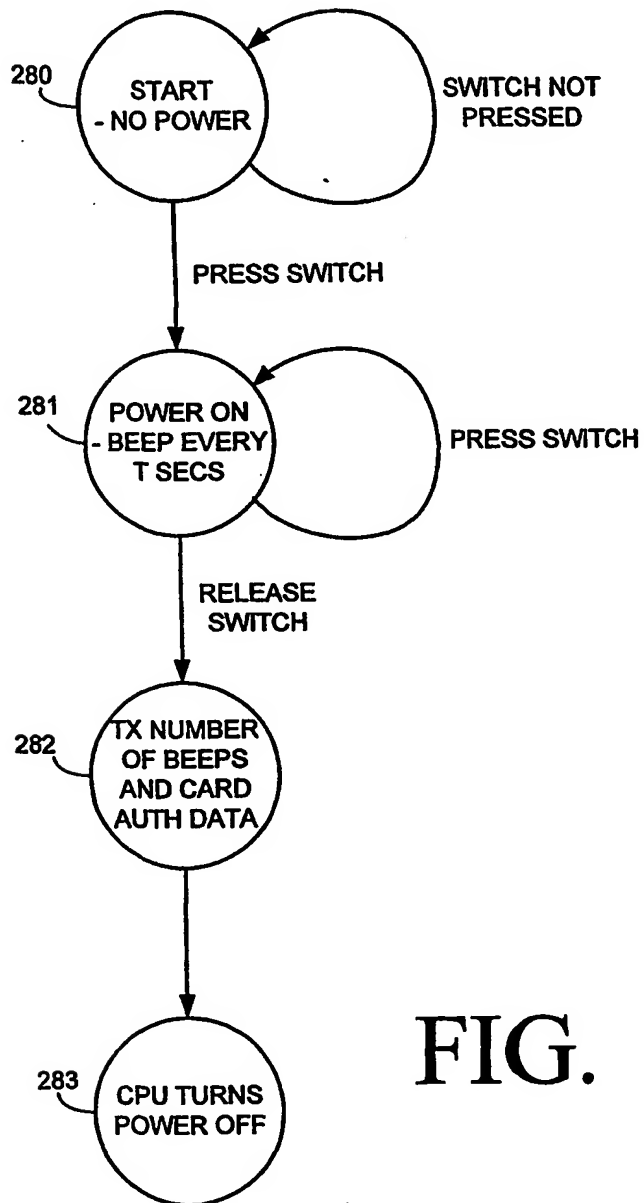 280
START
- NO POWER
SWITCH NOT
PRESSED
PRESS SWITCH
281
POWER ON
- BEEP EVERY
T SECS
PRESS SWITCH
RELEASE
SWITCH
282
TX NUMBER
OF BEEPS
AND CARD
AUTH DATA
283
CPU TURNS
POWER OFF
FIG.